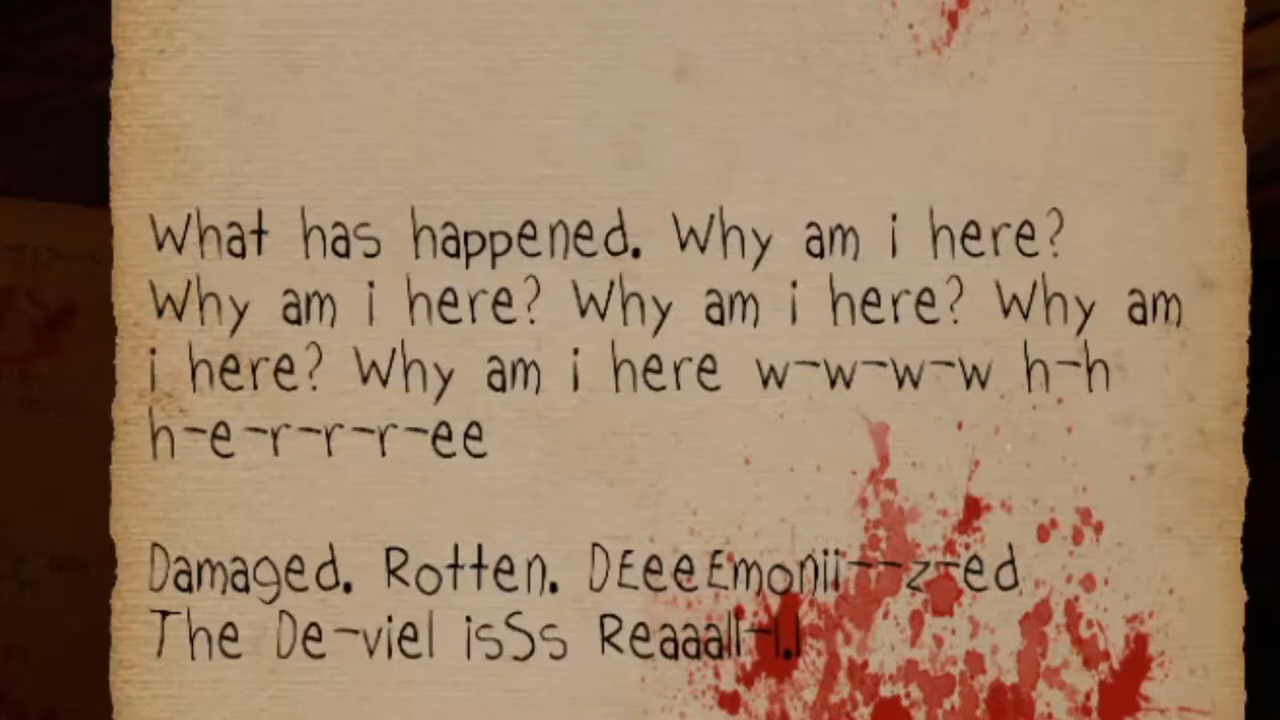 What has happened. Why am i here?
Why am i here? Why am i here? Why am
i here? Why am i here w-w-w-w h-h
h-e-r-r-r-ee
Damaged. Rotten. DEeeEmonii--z-ed
The De-viel isSs Reaaall-l.l